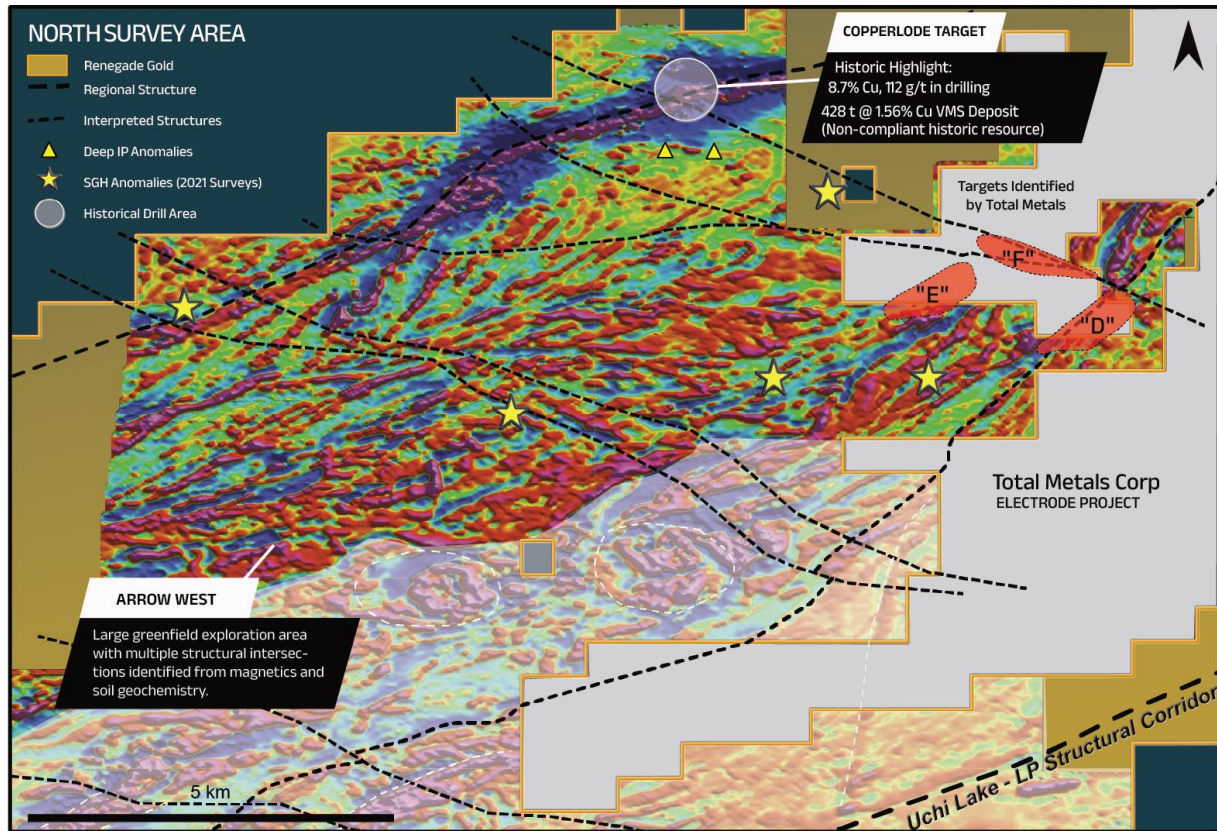 NORTH SURVEY AREA
Renegade Gold
Regional Structure
Interpreted Structures
Deep IP Anomalies
SGH Anomalies (2021 Surveys)
Historical Drill Area
COPPERLODE TARGET
Historic Highlight:
8.7% Cu, 112 g/t in drilling
428 t @ 1.56% Cu VMS Deposit
(Non-compliant historic resource)
Targets Identified
by Total Metals
"F"
"E"
"D"
Total Metals Corp
ELECTRODE PROJECT
ARROW WEST
Large greenfield exploration area
with multiple structural intersec-
tions identified from magnetics and
soil geochemistry.
5 km
Uchi Lake - LP Structural Corridor